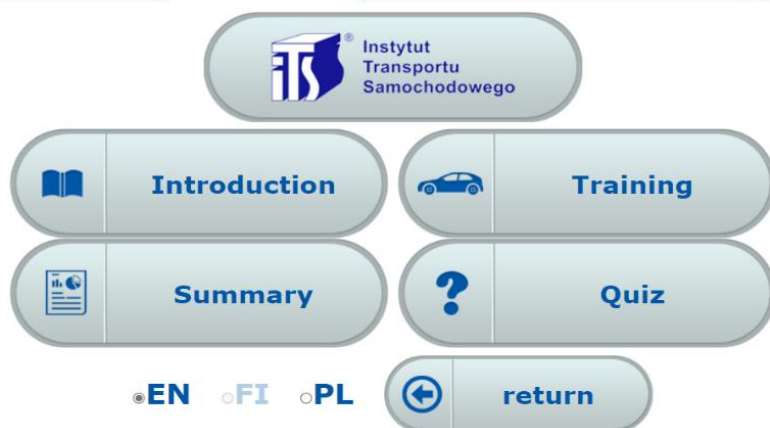 iTS®
Instytut
Transportu
Samochodowego
Introduction
Training
Summary
?
Quiz
EN FI PL
return